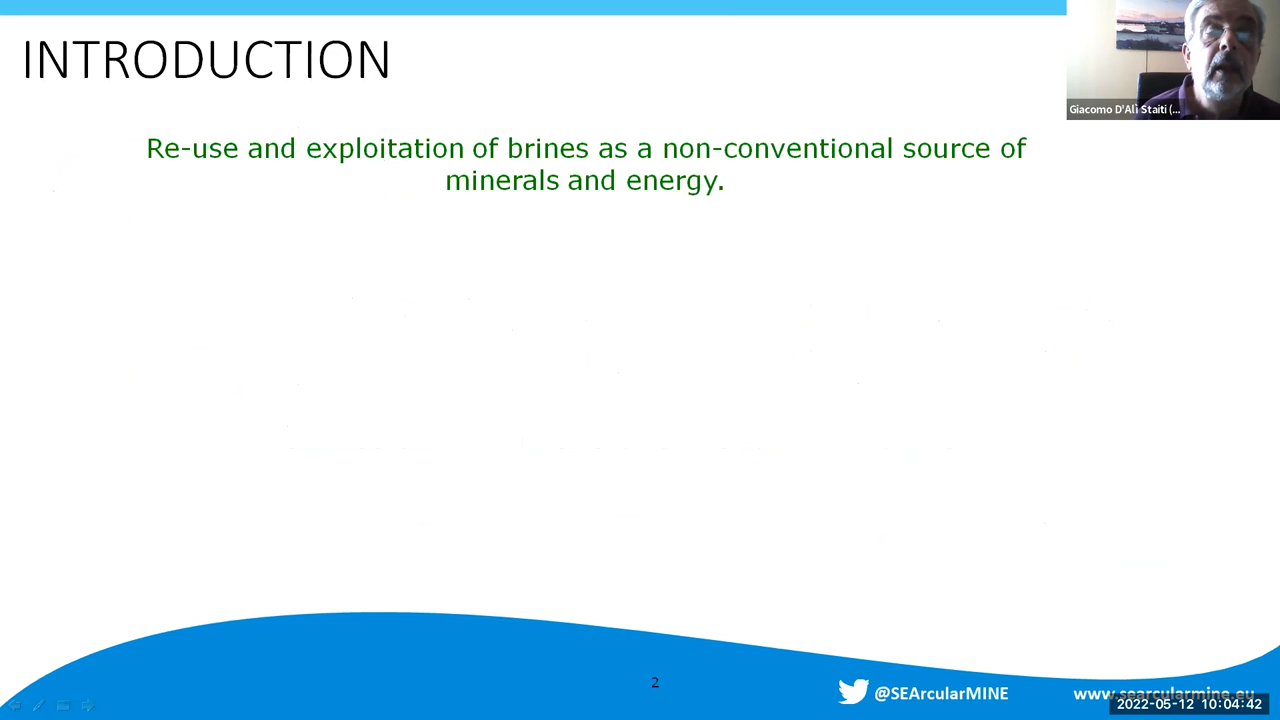 INTRODUCTION
Giacomo D'Alì Staiti (...
Re-use and exploitation of brines as a non-conventional source of
minerals and energy.
2
@SEArcularMINE
www.searcularmine.eu
2022-05-12 10:04:42